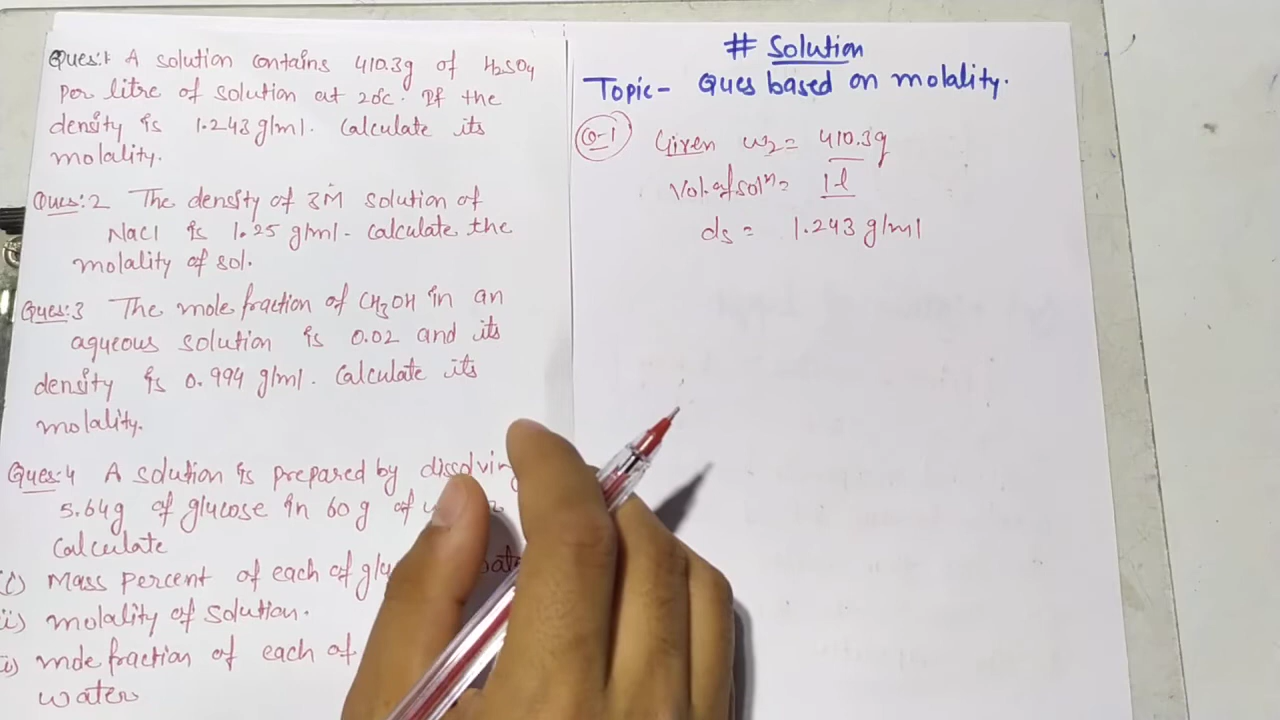 Ques:1 A solution contains 410.3g of H2SO4
per litre of solution at 20c. If the
density is 1.243 g/ml. Calculate its
molality.
Ques:2 The density of 3M solution of
NaCl is 1.25 g/ml. Calculate the
molality of sol.
Ques:3 The mole fraction of CH3OH in an
aqueous solution is 0.02 and its
density is 0.994 g/ml. Calculate its
molality.
Ques:4 A solution is prepared by dissolving
5.64g of glucose in 60 g of
Calculate
Mass percent of each of
molality of solution.
mole fraction of each of
water
# Solution
Topic- Ques based on molality.
Q-1 Given w2= 410.3g
Vol. of soln= 1l
ds = 1.243 g/ml